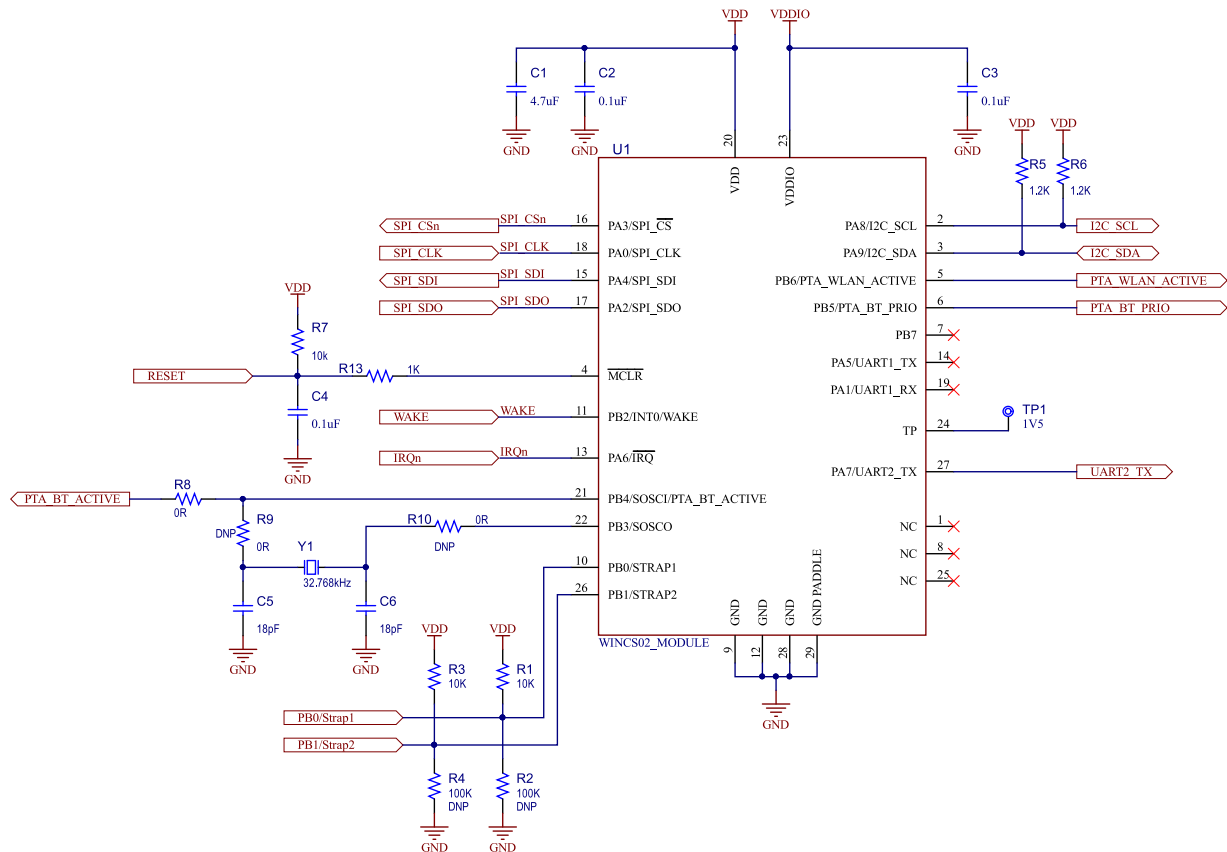 VDD
VDDIO
C1
4.7uF
GND
C2
0.1uF
GND
C3
0.1uF
GND
VDD
VDD
R5
1.2K
R6
1.2K
U1
20
VDD
23
VDDIO
SPI_CSn
SPI_CSn
16
PA3/SPI_CS
SPI_CLK
SPI_CLK
18
PA0/SPI_CLK
SPI_SDI
SPI_SDI
15
PA4/SPI_SDI
SPI_SDO
SPI_SDO
17
PA2/SPI_SDO
PA8/I2C_SCL
2
I2C_SCL
PA9/I2C_SDA
3
I2C_SDA
PB6/PTA_WLAN_ACTIVE
5
PTA_WLAN_ACTIVE
PB5/PTA_BT_PRIO
6
PTA_BT_PRIO
PB7
7
PA5/UART1_TX
14
PA1/UART1_RX
19
TP
24
TP1
1V5
PA7/UART2_TX
27
UART2_TX
NC
1
NC
8
NC
25
VDD
R7
10k
RESET
R13
1K
4
MCLR
C4
0.1uF
GND
WAKE
WAKE
11
PB2/INT0/WAKE
IRQn
IRQn
13
PA6/IRQ
PTA_BT_ACTIVE
R8
0R
21
PB4/SOSCI/PTA_BT_ACTIVE
R9
DNP
0R
R10
0R
DNP
22
PB3/SOSCO
Y1
32.768kHz
10
PB0/STRAP1
26
PB1/STRAP2
C5
18pF
GND
C6
18pF
GND
GND
GND
GND
GND PADDLE
WINCS02_MODULE
9
12
28
29
GND
VDD
VDD
R3
10K
R1
10K
PB0/Strap1
PB1/Strap2
R4
100K
DNP
R2
100K
DNP
GND
GND